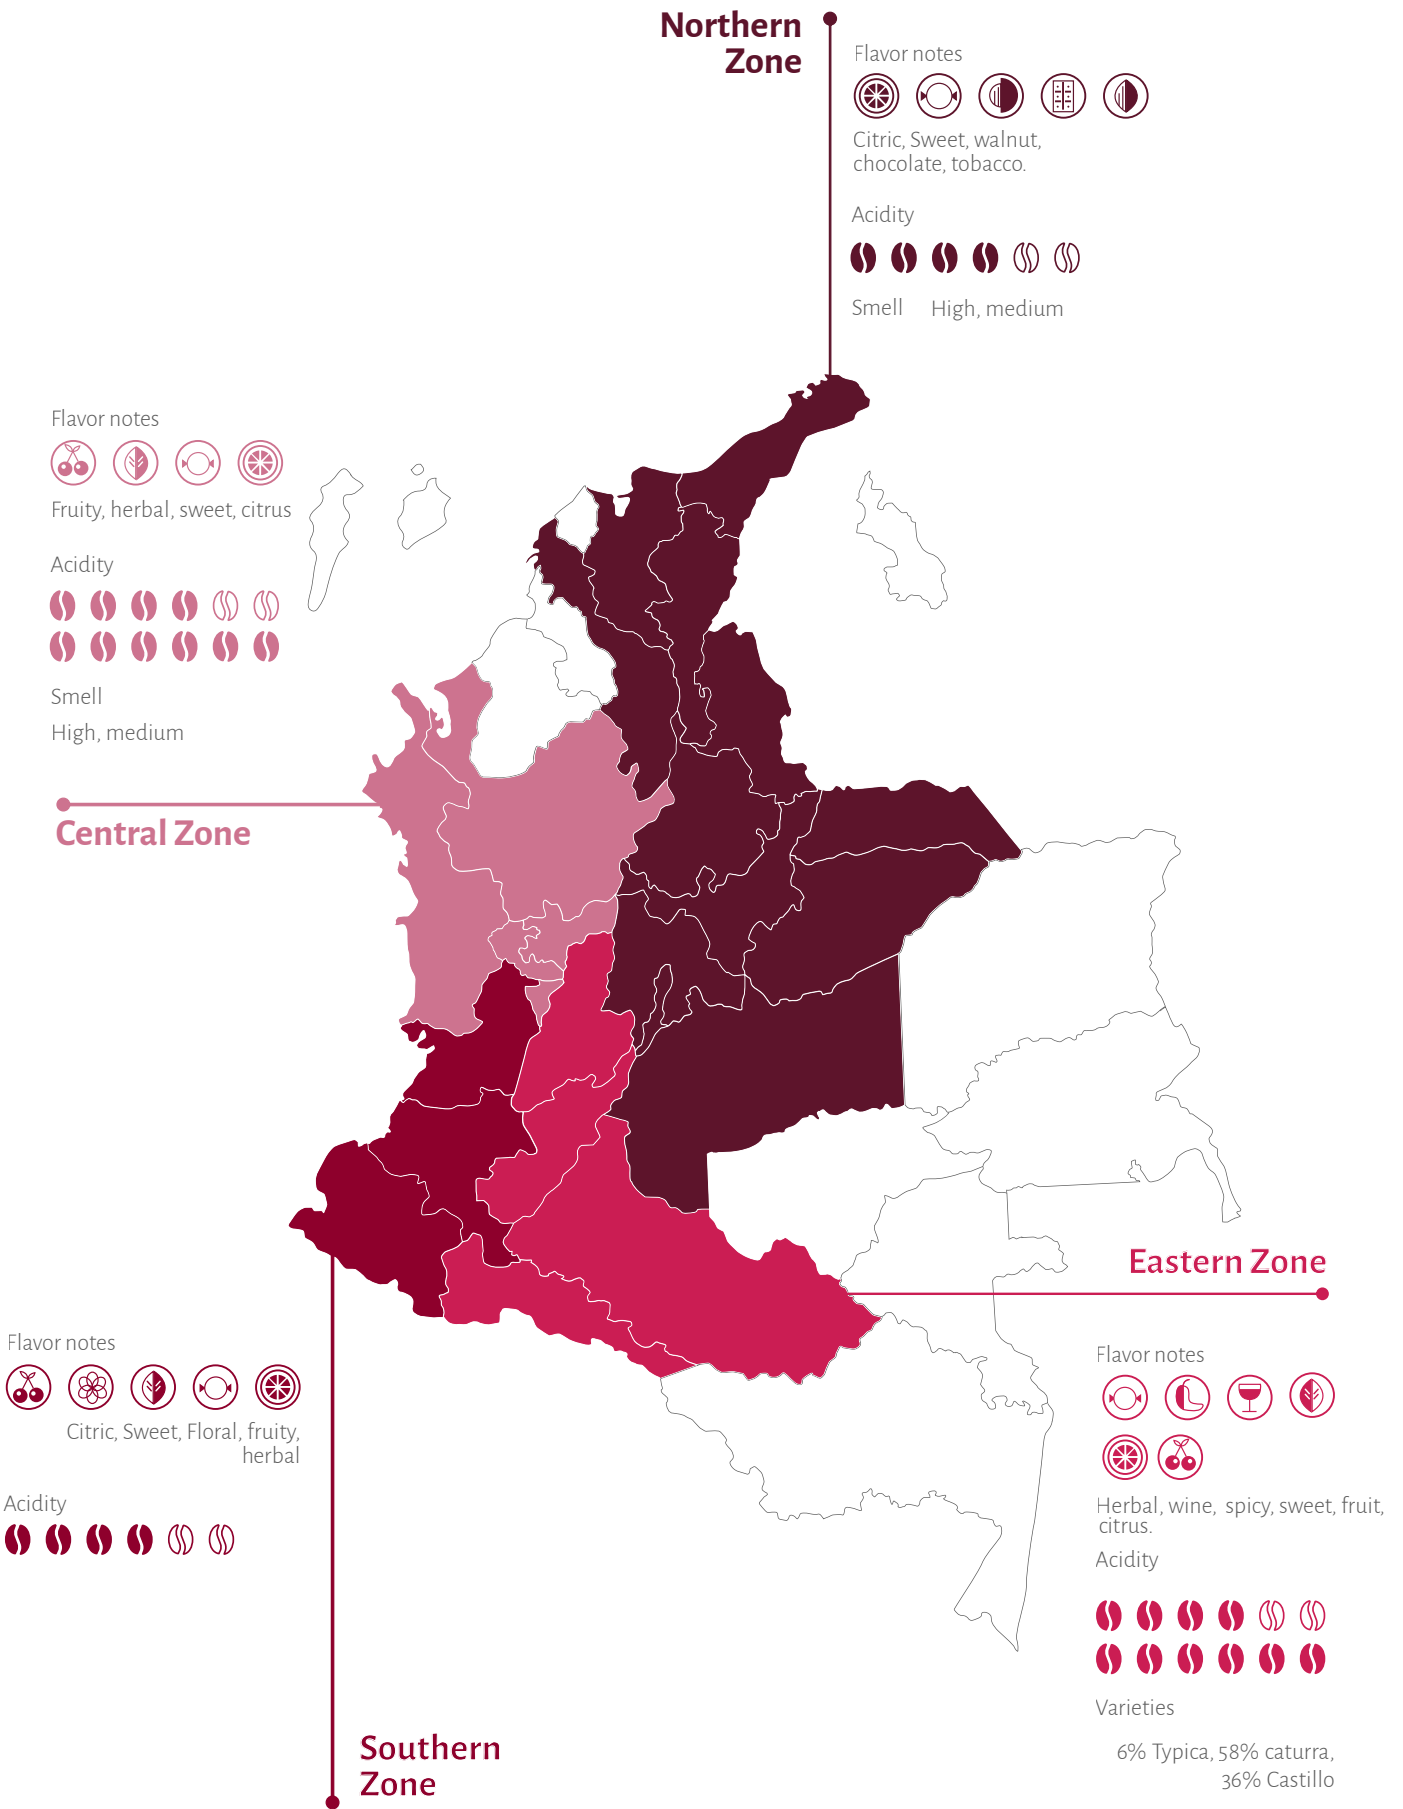 Northern
Zone
Flavor notes
Citric, Sweet, walnut,
chocolate, tobacco.
Acidity
Smell High, medium
Flavor notes
Fruity, herbal, sweet, citrus
Acidity
Smell
High, medium
Central Zone
Eastern Zone
Flavor notes
Herbal, wine, spicy, sweet, fruit,
citrus.
Acidity
Varieties
6% Typica, 58% caturra,
36% Castillo
Flavor notes
Citric, Sweet, Floral, fruity,
herbal
Acidity
Southern
Zone